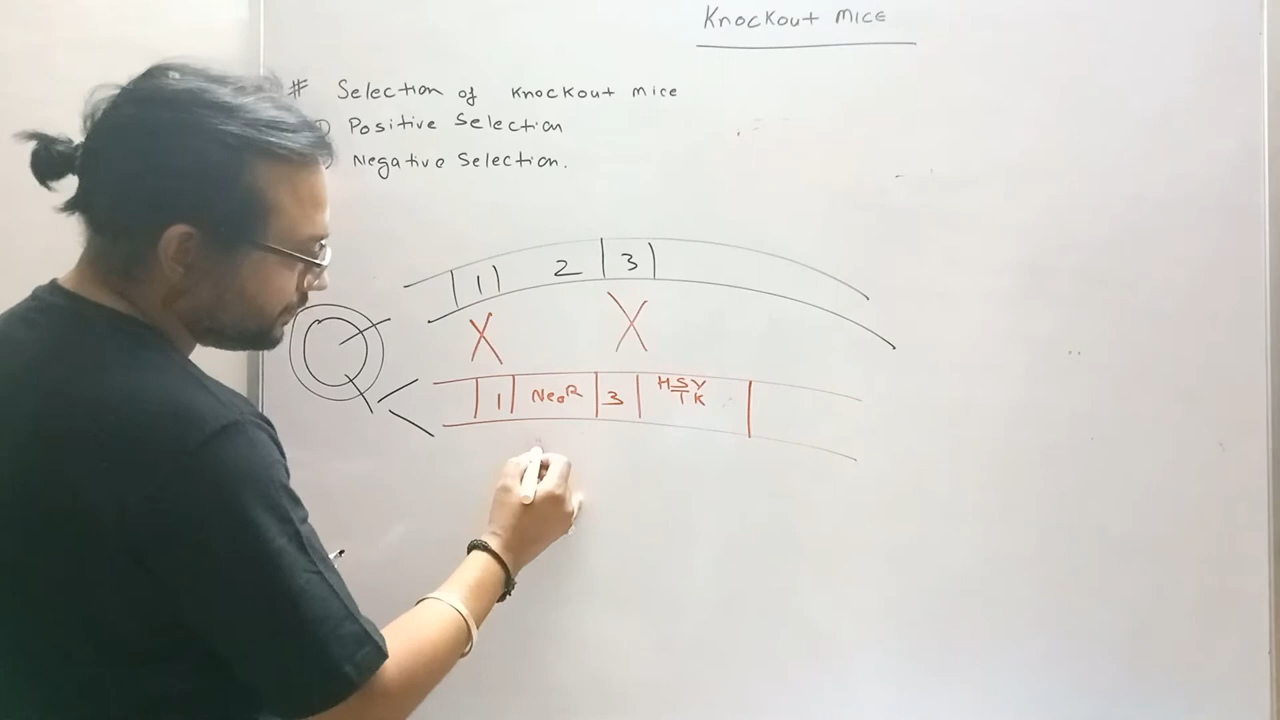 Knockout mice
# Selection of knockout mice
Positive Selection
Negative Selection.
1 2 3
X X
1 NeoR 3 HSV TK